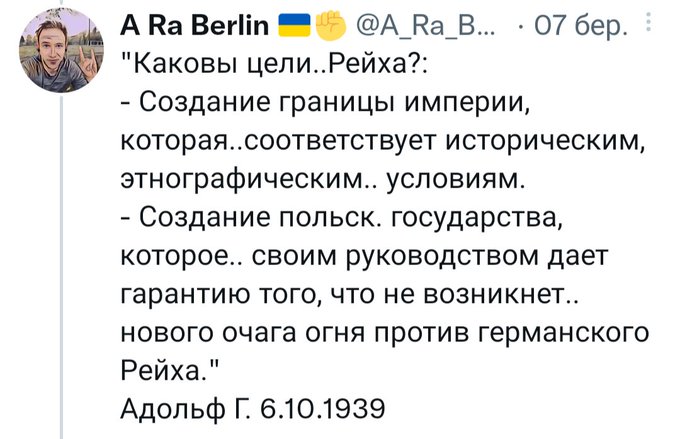 A Ra Berlin 🇺🇦✊ @A_Ra_B... · 07 бер.
"Каковы цели..Рейха?:
- Создание границы империи,
которая..соответствует историческим,
этнографическим.. условиям.
- Создание польск. государства,
которое.. своим руководством дает
гарантию того, что не возникнет..
нового очага огня против германского
Рейха."
Адольф Г. 6.10.1939